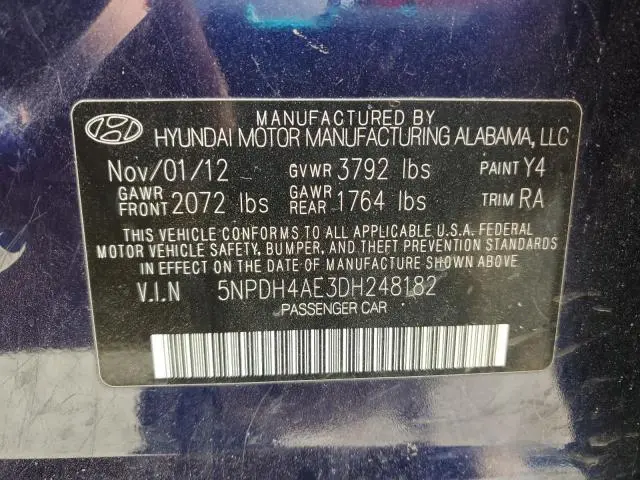 MANUFACTURED BY
HYUNDAI MOTOR MANUFACTURING ALABAMA, LLC
Nov/01/12 GVWR 3792 lbs PAINT Y4
GAWR FRONT 2072 lbs GAWR REAR 1764 lbs TRIM RA
THIS VEHICLE CONFORMS TO ALL APPLICABLE U.S.A. FEDERAL
MOTOR VEHICLE SAFETY, BUMPER, AND THEFT PREVENTION STANDARDS
IN EFFECT ON THE DATE OF MANUFACTURE SHOWN ABOVE.
V.I.N 5NPDH4AE3DH248182
PASSENGER CAR